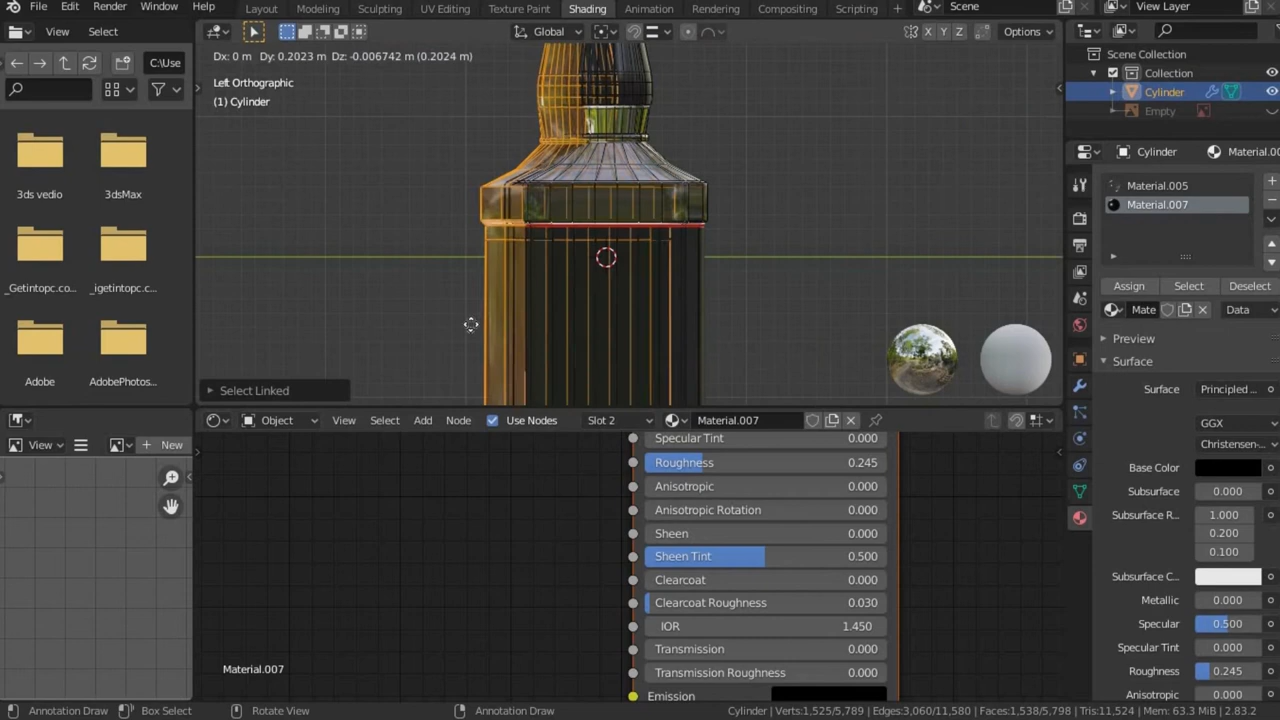 File Edit Render Window Help
Layout Modeling Sculpting UV Editing Texture Paint Shading Animation Rendering Compositing Scripting +
Scene
View Layer
View Select
Global
X Y Z
Options
C:\Use
3ds vedio
3dsMax
_Getintopc.co...
_igetintopc.c...
Adobe
AdobePhotos...
Dx: 0 m Dy: 0.2023 m Dz: -0.006742 m (0.2024 m)
Left Orthographic
(1) Cylinder
Select Linked
Scene Collection
Collection
Cylinder
Empty
Cylinder
Material.00
Material.005
Material.007
Assign
Select
Deselect
Mate
Data
Preview
Surface
Surface
Principled ...
GGX
Christensen-...
Base Color
Subsurface
0.000
Subsurface R...
1.000
0.200
0.100
Subsurface C...
Metallic
0.000
Specular
0.500
Specular Tint
0.000
Roughness
0.245
Anisotropic
0.000
View
New
Object
View Select Add Node
Use Nodes
Slot 2
Material.007
Specular Tint 0.000
Roughness 0.245
Anisotropic 0.000
Anisotropic Rotation 0.000
Sheen 0.000
Sheen Tint 0.500
Clearcoat 0.000
Clearcoat Roughness 0.030
IOR 1.450
Transmission 0.000
Transmission Roughness 0.000
Emission
Material.007
Annotation Draw
Box Select
Rotate View
Annotation Draw
Cylinder | Verts:1,525/5,789 | Edges:3,060/11,580 | Faces:1,538/5,798 | Tris:11,524 | Mem: 63.3 MiB | 2.83.2